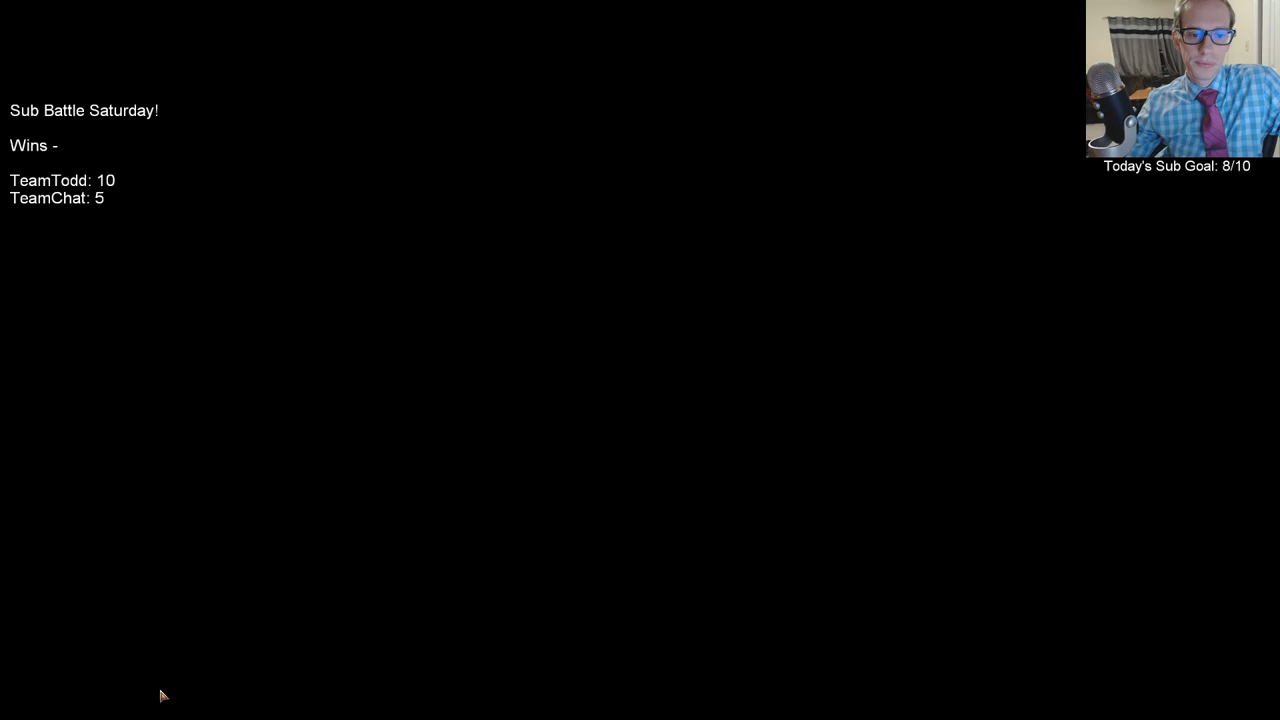 Sub Battle Saturday!
Wins -
TeamTodd: 10
TeamChat: 5
Today's Sub Goal: 8/10